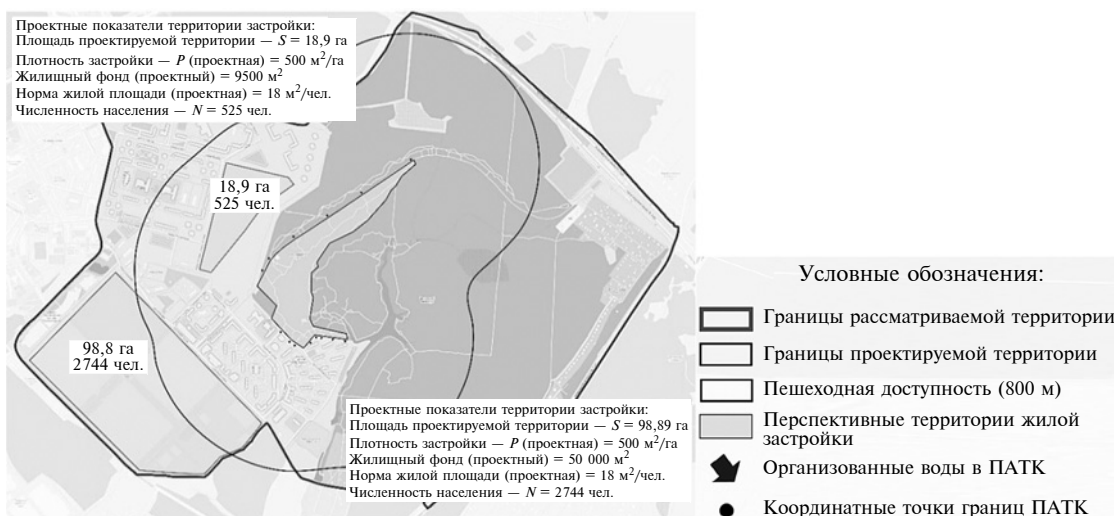 Проектные показатели территории застройки:
Площадь проектируемой территории — S = 18,9 га
Плотность застройки — P (проектная) = 500 м²/га
Жилищный фонд (проектный) = 9500 м²
Норма жилой площади (проектная) = 18 м²/чел.
Численность населения — N = 525 чел.
18,9 га
525 чел.
98,8 га
2744 чел.
Проектные показатели территории застройки:
Площадь проектируемой территории — S = 98,89 га
Плотность застройки — P (проектная) = 500 м²/га
Жилищный фонд (проектный) = 50 000 м²
Норма жилой площади (проектная) = 18 м²/чел.
Численность населения — N = 2744 чел.
Условные обозначения:
Границы рассматриваемой территории
Границы проектируемой территории
Пешеходная доступность (800 м)
Перспективные территории жилой
застройки
Организованные воды в ПАТК
Координатные точки границ ПАТК